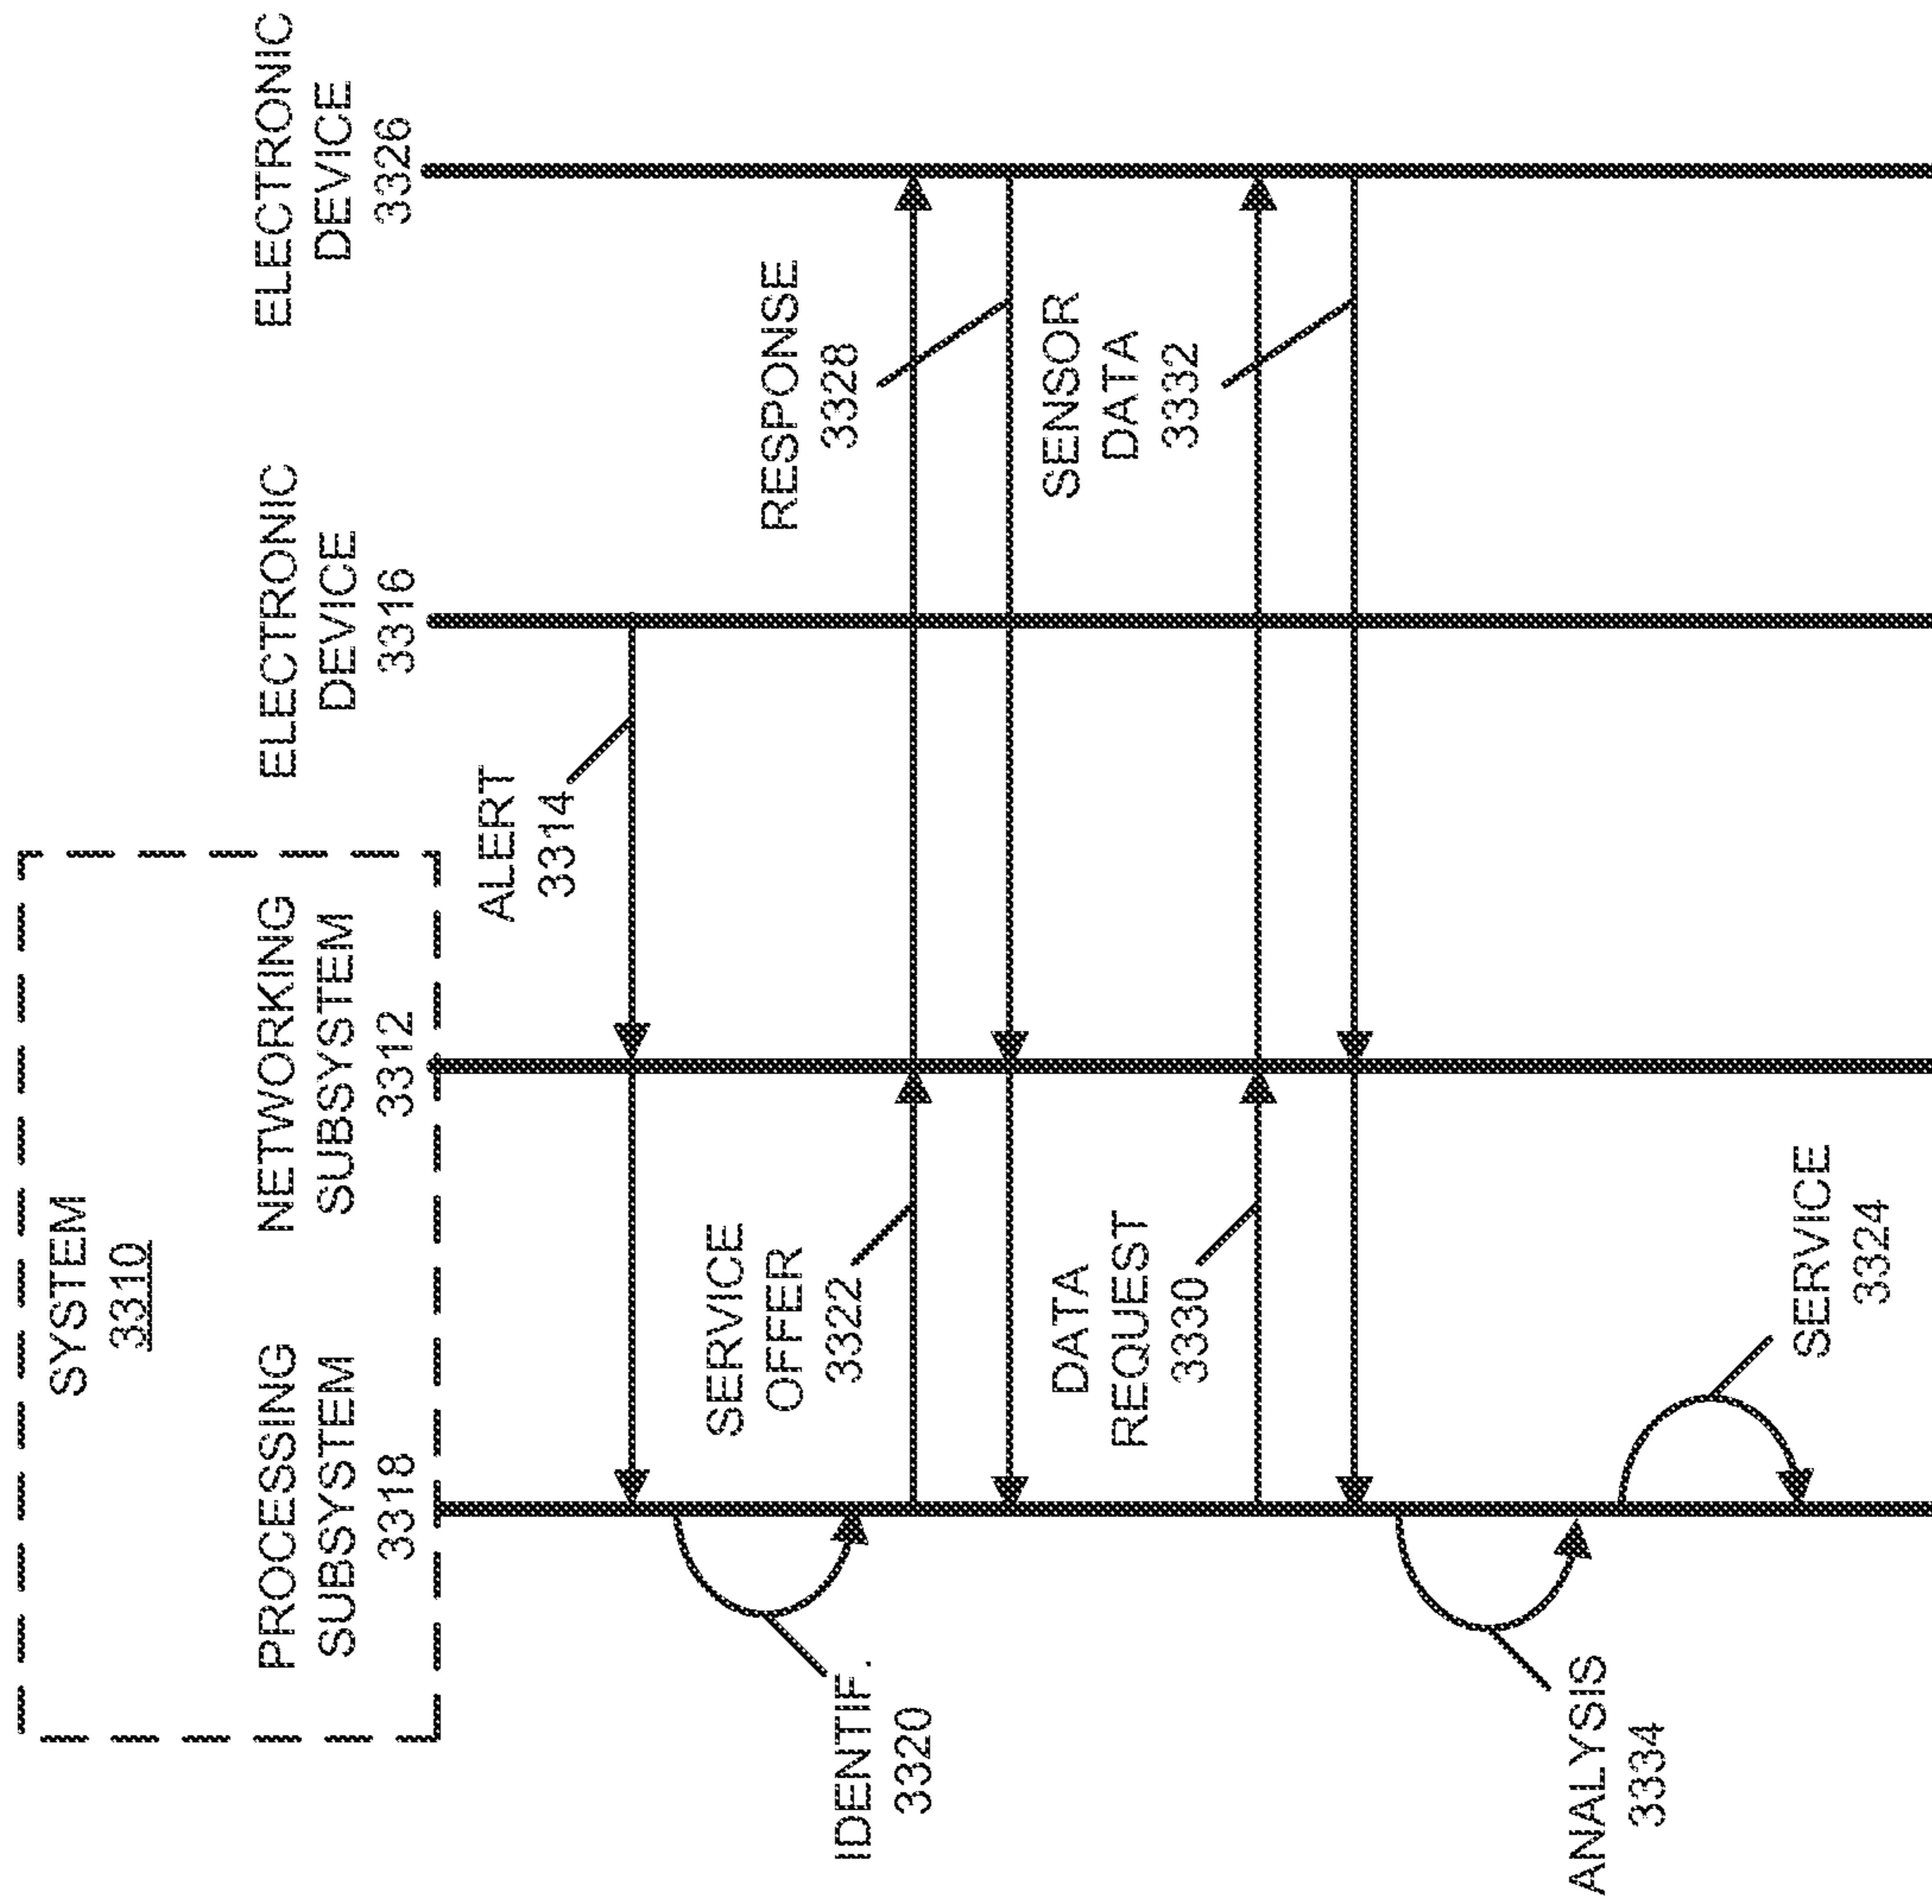 SYSTEM
3310
PROCESSING
SUBSYSTEM
3318
NETWORKING
SUBSYSTEM
3312
ELECTRONIC
DEVICE
3316
ELECTRONIC
DEVICE
3326
ALERT
3314
IDENTIF.
3320
SERVICE
OFFER
3322
RESPONSE
3328
DATA
REQUEST
3330
SENSOR
DATA
3332
ANALYSIS
3334
SERVICE
3324